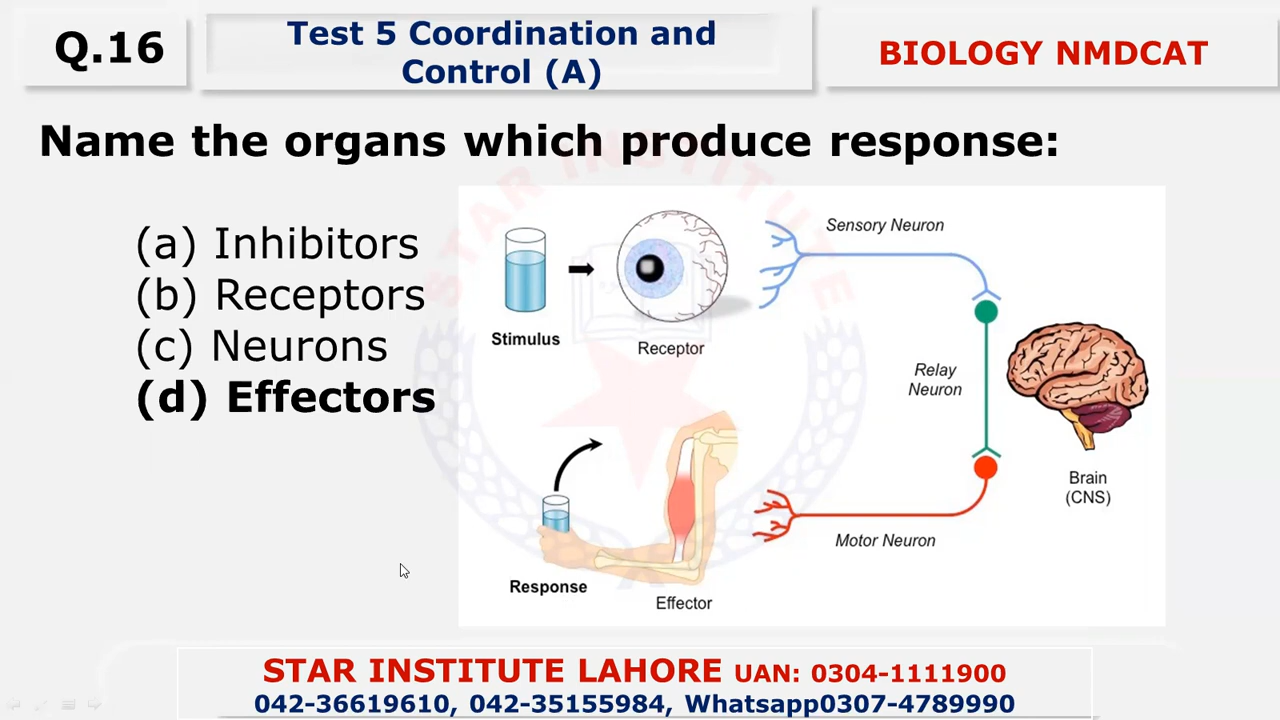 Q.16
Test 5 Coordination and
Control (A)
BIOLOGY NMDCAT
Name the organs which produce response:
(a) Inhibitors
(b) Receptors
(c) Neurons
(d) Effectors
Stimulus
Receptor
Sensory Neuron
Relay
Neuron
Brain
(CNS)
Motor Neuron
Response
Effector
STAR INSTITUTE
STAR INSTITUTE LAHORE UAN: 0304-1111900
042-36619610, 042-35155984, Whatsapp0307-4789990